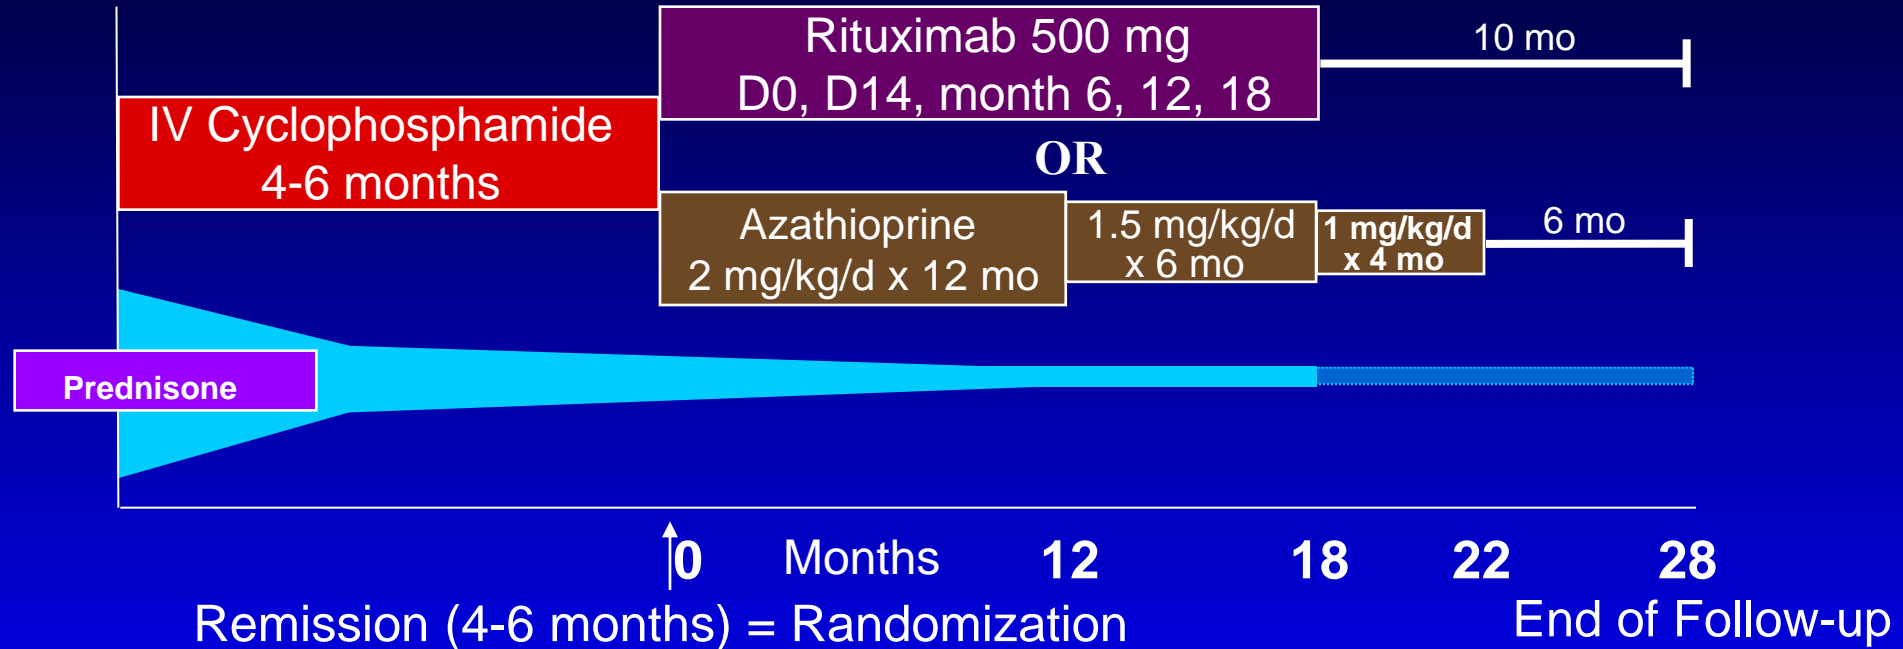 Rituximab 500 mg
D0, D14, month 6, 12, 18
10 mo
IV Cyclophosphamide
4-6 months
OR
Azathioprine
2 mg/kg/d x 12 mo
1.5 mg/kg/d
x 6 mo
1 mg/kg/d
x 4 mo
6 mo
Prednisone
0 Months 12 18 22 28
Remission (4-6 months) = Randomization
End of Follow-up